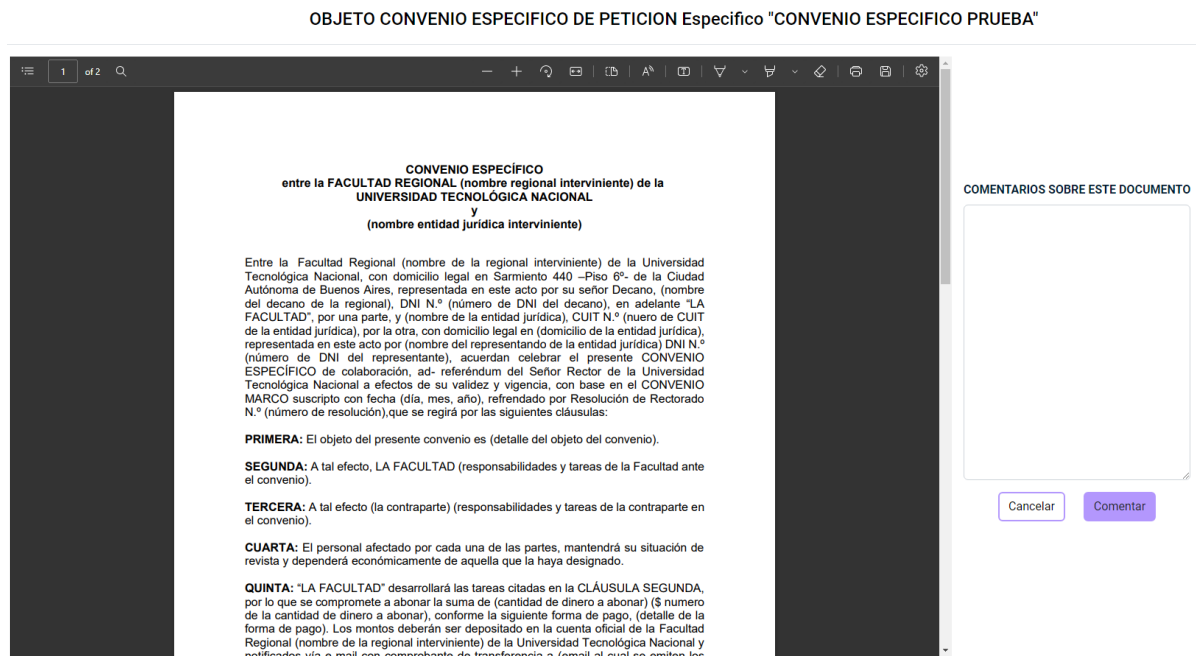 OBJETO CONVENIO ESPECIFICO DE PETICION Especifico "CONVENIO ESPECIFICO PRUEBA"
1 of 2
CONVENIO ESPECÍFICO
entre la FACULTAD REGIONAL (nombre regional interviniente) de la
UNIVERSIDAD TECNOLÓGICA NACIONAL
y
(nombre entidad jurídica interviniente)
Entre la Facultad Regional (nombre de la regional interviniente) de la Universidad
Tecnológica Nacional, con domicilio legal en Sarmiento 440 –Piso 6º- de la Ciudad
Autónoma de Buenos Aires, representada en este acto por su señor Decano, (nombre
del decano de la regional), DNI N.º (número de DNI del decano), en adelante “LA
FACULTAD”, por una parte, y (nombre de la entidad jurídica), CUIT N.º (nuero de CUIT
de la entidad jurídica), por la otra, con domicilio legal en (domicilio de la entidad jurídica),
representada en este acto por (nombre del representando de la entidad jurídica) DNI N.º
(número de DNI del representante), acuerdan celebrar el presente CONVENIO
ESPECÍFICO de colaboración, ad- referéndum del Señor Rector de la Universidad
Tecnológica Nacional a efectos de su validez y vigencia, con base en el CONVENIO
MARCO suscripto con fecha (día, mes, año), refrendado por Resolución de Rectorado
N.º (número de resolución),que se regirá por las siguientes cláusulas:
PRIMERA: El objeto del presente convenio es (detalle del objeto del convenio).
SEGUNDA: A tal efecto, LA FACULTAD (responsabilidades y tareas de la Facultad ante
el convenio).
TERCERA: A tal efecto (la contraparte) (responsabilidades y tareas de la contraparte en
el convenio).
CUARTA: El personal afectado por cada una de las partes, mantendrá su situación de
revista y dependerá económicamente de aquella que la haya designado.
QUINTA: “LA FACULTAD” desarrollará las tareas citadas en la CLÁUSULA SEGUNDA,
por lo que se compromete a abonar la suma de (cantidad de dinero a abonar) ($ numero
de la cantidad de dinero a abonar), conforme la siguiente forma de pago, (detalle de la
forma de pago). Los montos deberán ser depositado en la cuenta oficial de la Facultad
Regional (nombre de la regional interviniente) de la Universidad Tecnológica Nacional y
notificados vía e-mail con comprobante de transferencia a (email al cual se emiten los
COMENTARIOS SOBRE ESTE DOCUMENTO
Cancelar Comentar